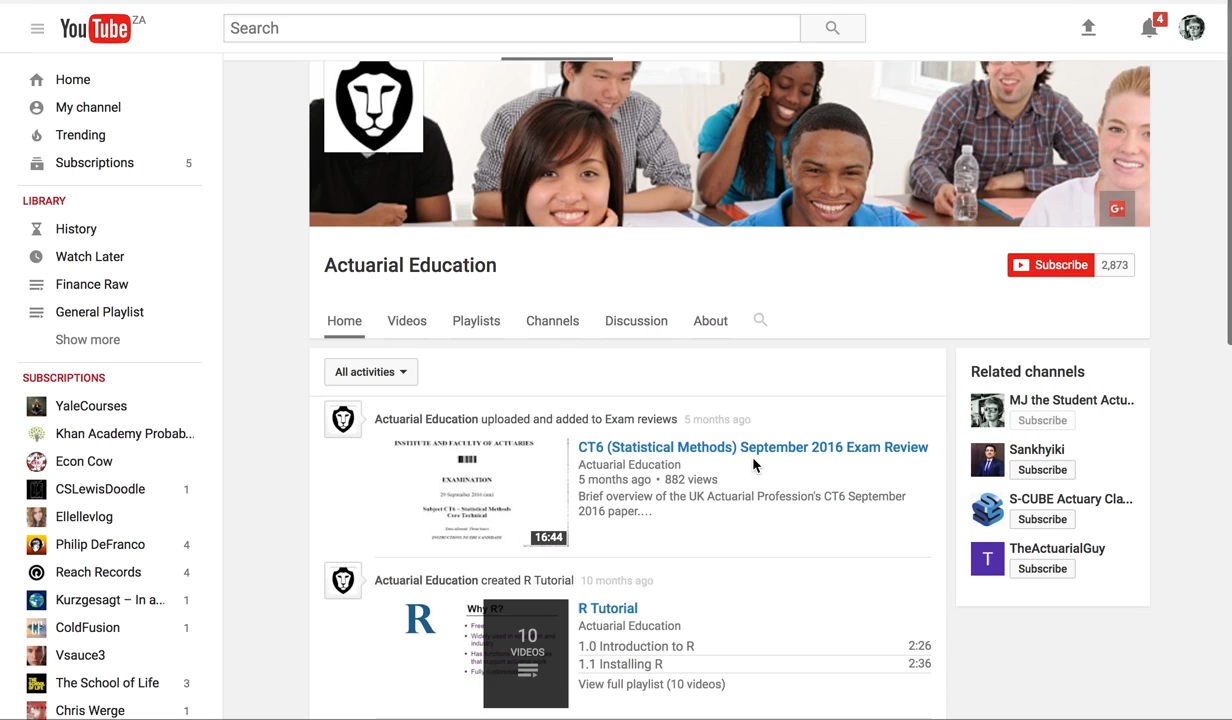 YouTube ZA
Search
4
Home
My channel
Trending
Subscriptions 5
LIBRARY
History
Watch Later
Finance Raw
General Playlist
Show more
SUBSCRIPTIONS
YaleCourses
Khan Academy Probab...
Econ Cow
CSLewisDoodle 1
Ellellevlog
Philip DeFranco 4
Reach Records 4
Kurzgesagt – In a... 1
ColdFusion 1
Vsauce3
The School of Life 3
Chris Werge 1
G+
Actuarial Education
Subscribe 2,873
Home Videos Playlists Channels Discussion About
All activities
Actuarial Education uploaded and added to Exam reviews 5 months ago
INSTITUTE AND FACULTY OF ACTUARIES
EXAMINATION
29 September 2016 (am)
Subject CT6 – Statistical Methods
Core Technical
INSTRUCTIONS TO THE CANDIDATE
16:44
CT6 (Statistical Methods) September 2016 Exam Review
Actuarial Education
5 months ago • 882 views
Brief overview of the UK Actuarial Profession's CT6 September
2016 paper....
Actuarial Education created R Tutorial 10 months ago
R
Why R?
10
VIDEOS
R Tutorial
Actuarial Education
1.0 Introduction to R 2:26
1.1 Installing R 2:36
View full playlist (10 videos)
Related channels
MJ the Student Actu...
Subscribe
Sankhyiki
Subscribe
S-CUBE Actuary Cla...
Subscribe
T
TheActuarialGuy
Subscribe